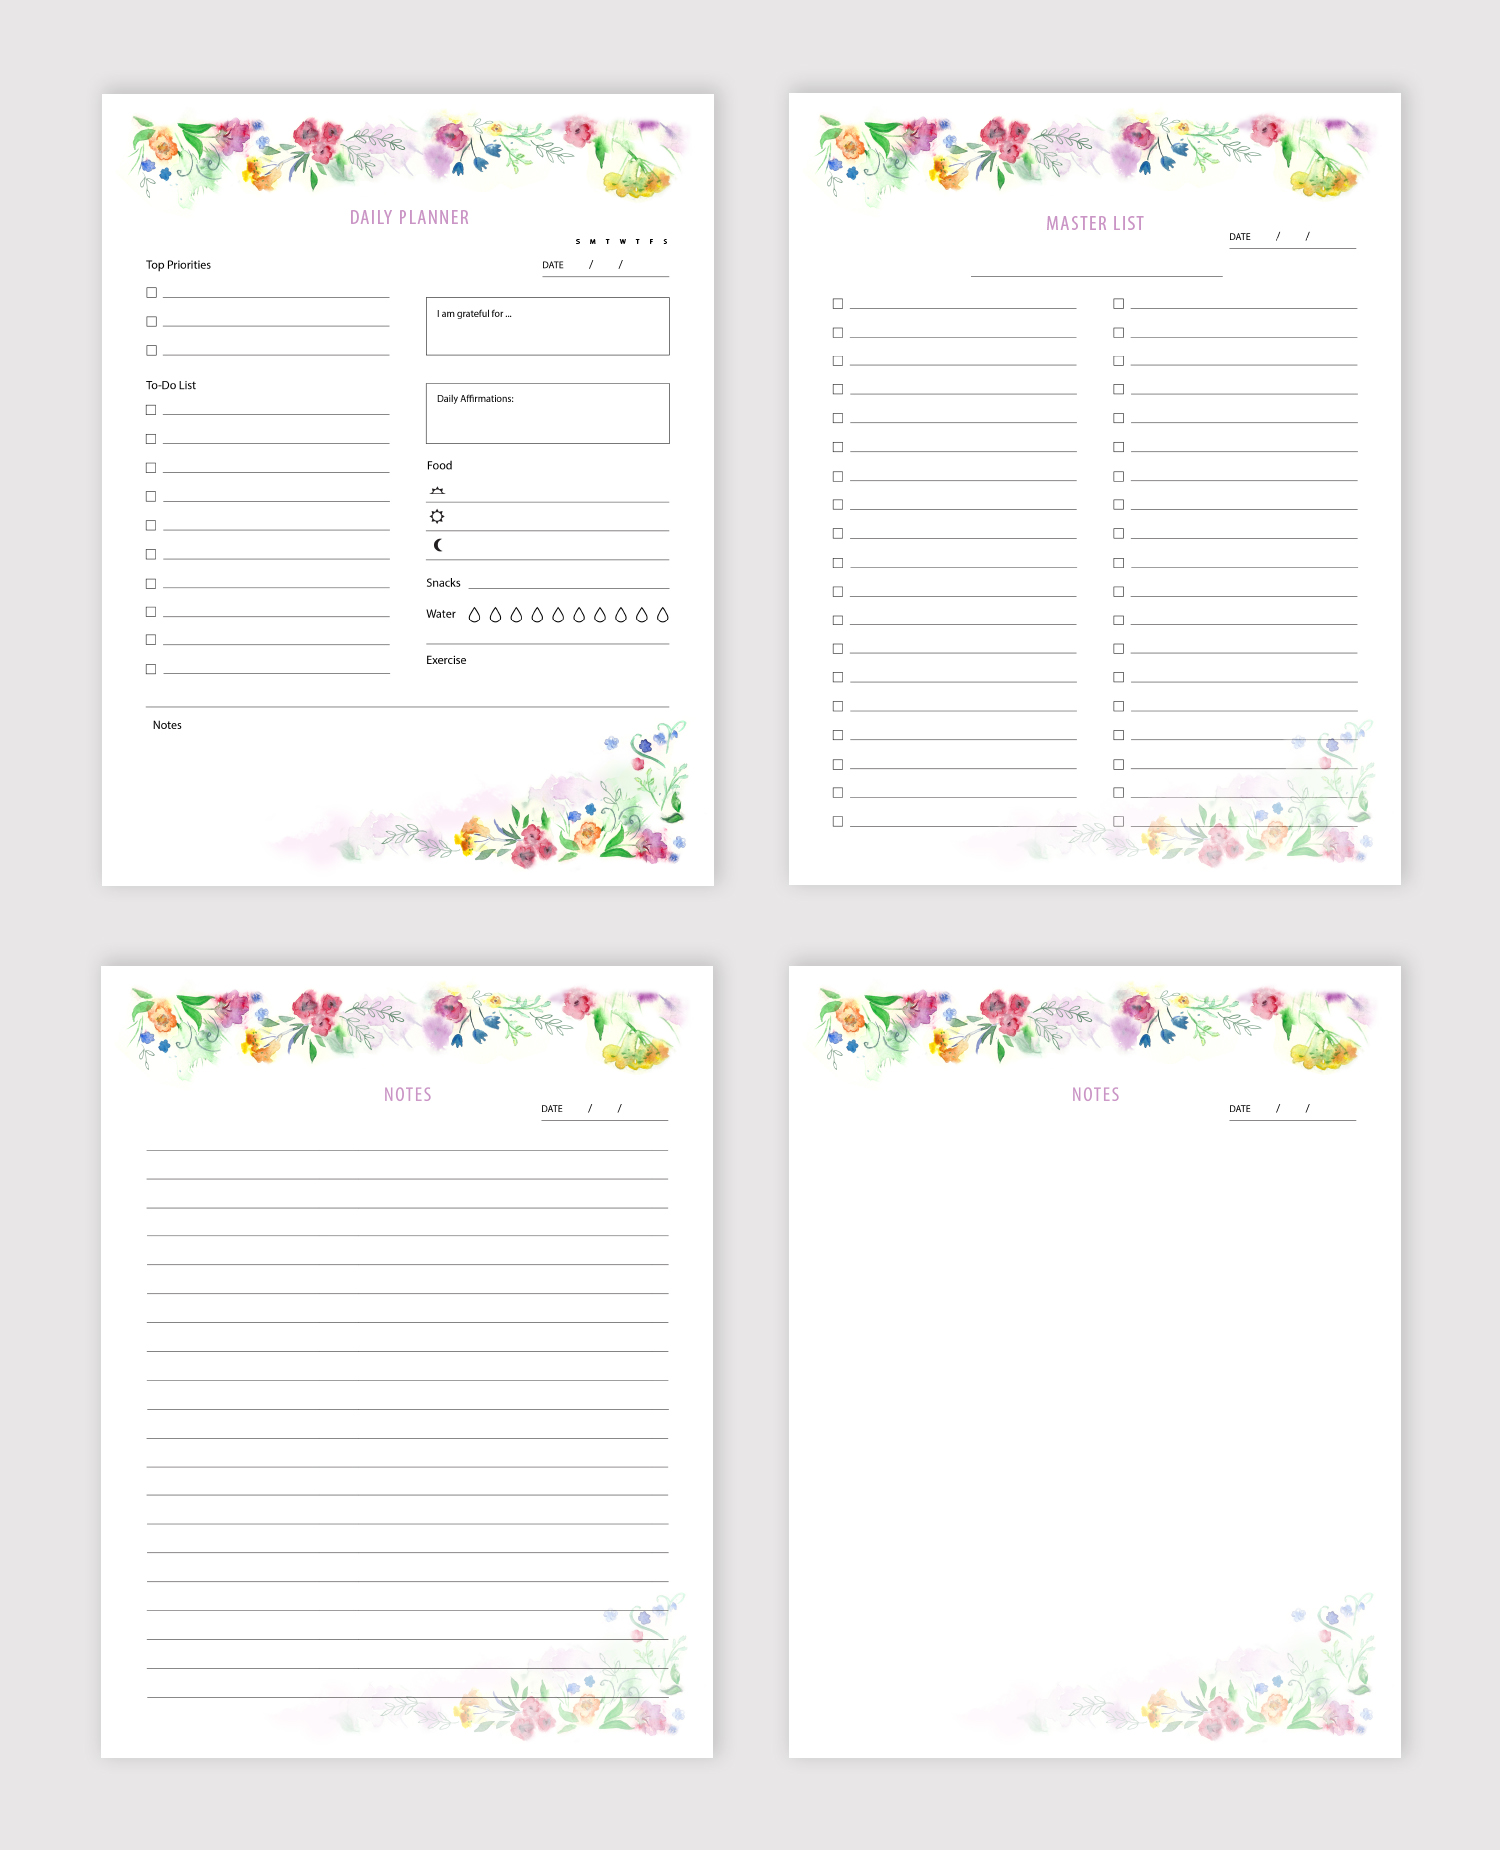 DAILY PLANNER
S M T W T F S
Top Priorities
DATE / /
I am grateful for ...
To-Do List
Daily Affirmations:
Food
Snacks
Water
Exercise
Notes
MASTER LIST
DATE / /
NOTES
DATE / /
NOTES
DATE / /